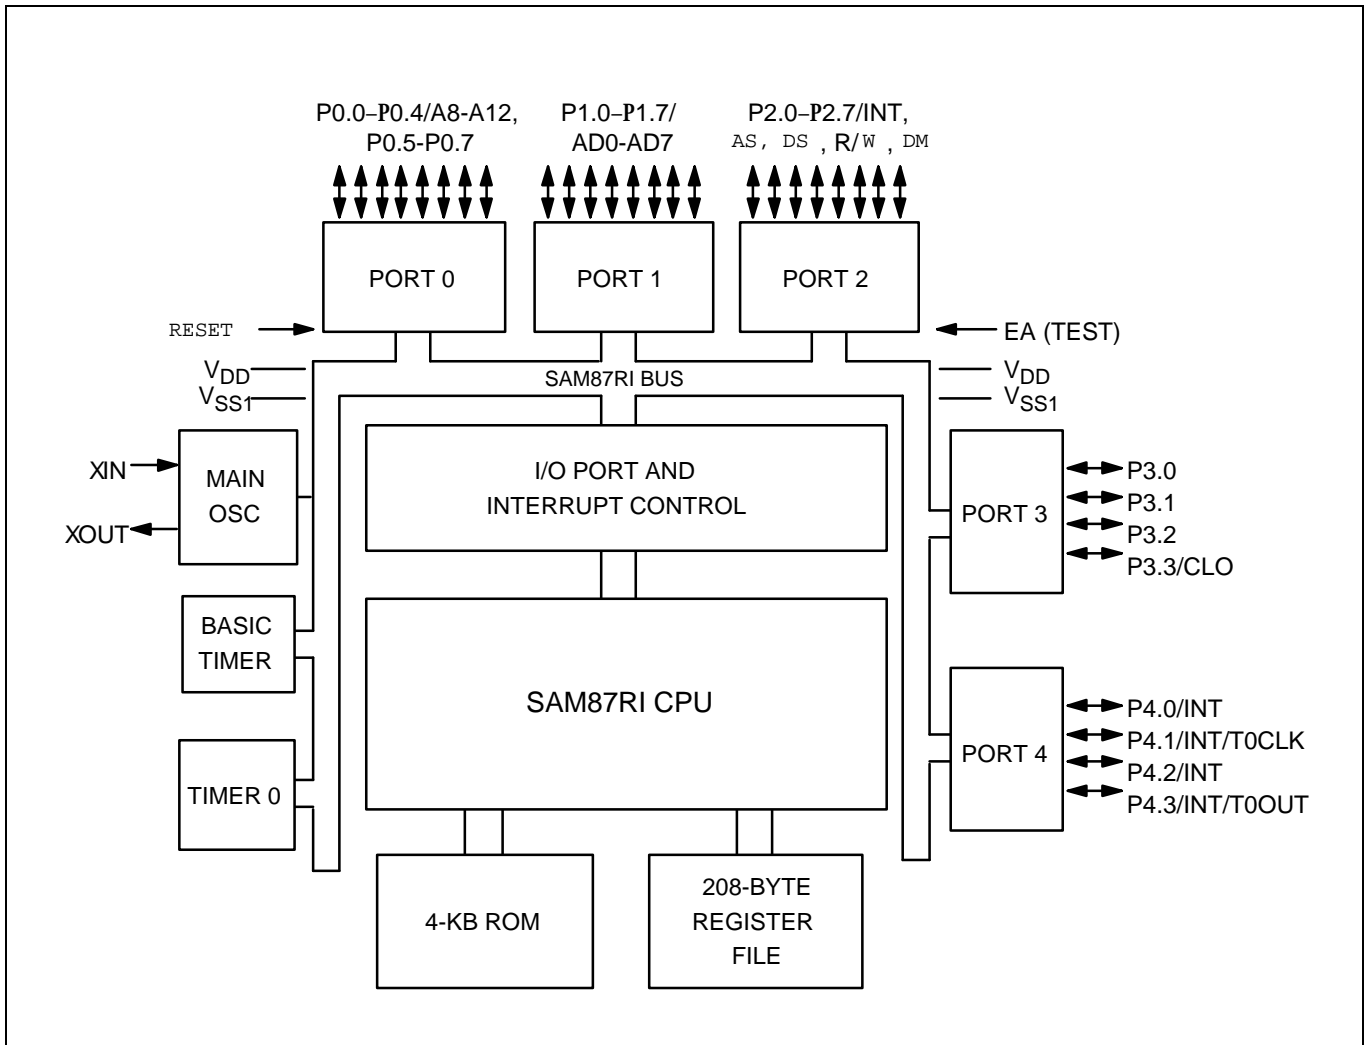 P0.0–P0.4/A8-A12,
P0.5-P0.7
P1.0–P1.7/
AD0-AD7
P2.0–P2.7/INT,
AS, DS , R/ W , DM
PORT 0
PORT 1
PORT 2
RESET
EA (TEST)
VDD
VSS1
SAM87RI BUS
VDD
VSS1
XIN
XOUT
MAIN
OSC
I/O PORT AND
INTERRUPT CONTROL
PORT 3
P3.0
P3.1
P3.2
P3.3/CLO
BASIC
TIMER
SAM87RI CPU
TIMER 0
PORT 4
P4.0/INT
P4.1/INT/T0CLK
P4.2/INT
P4.3/INT/T0OUT
4-KB ROM
208-BYTE
REGISTER
FILE